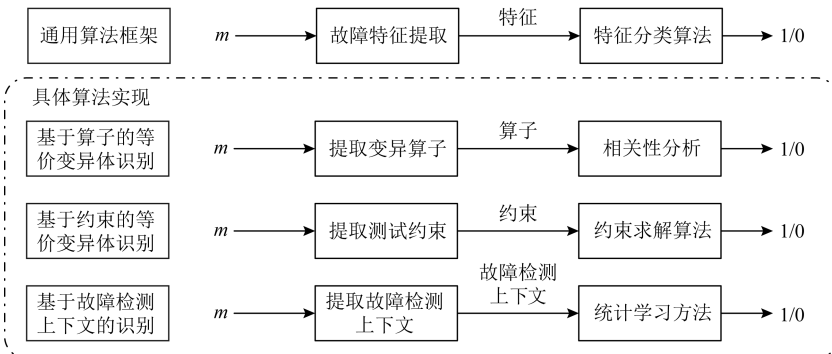 通用算法框架
m
故障特征提取
特征
特征分类算法
1/0
具体算法实现
基于算子的等
价变异体识别
m
提取变异算子
算子
相关性分析
1/0
基于约束的等
价变异体识别
m
提取测试约束
约束
约束求解算法
1/0
基于故障检测
上下文的识别
m
提取故障检测
上下文
故障检测
上下文
统计学习方法
1/0